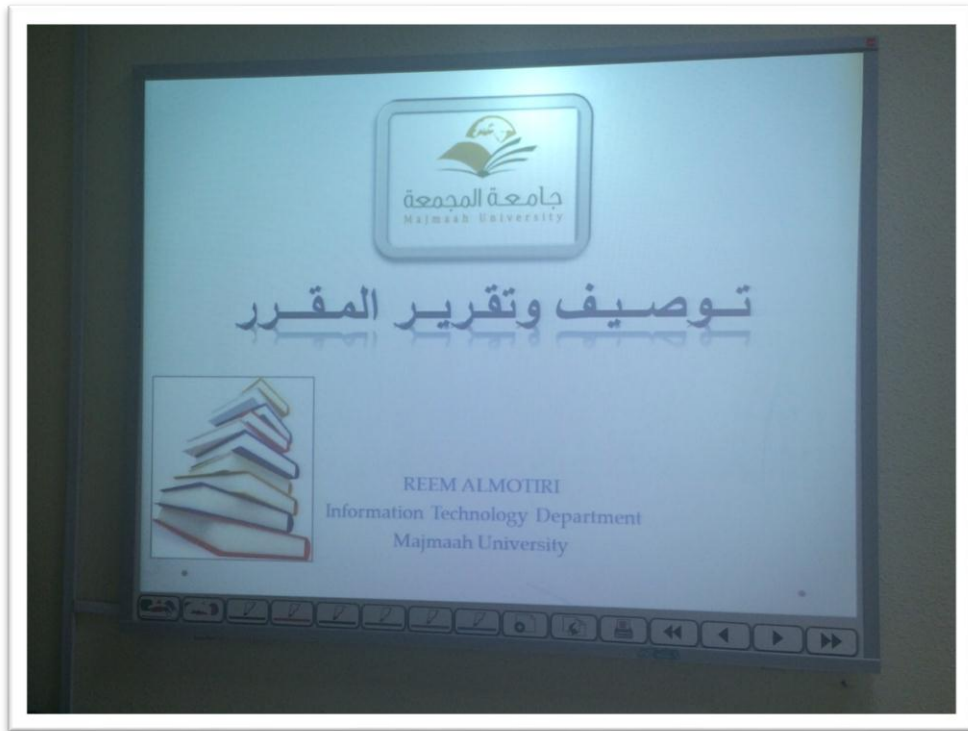 جامعة المجمعة
Majmaah University
توصيف وتقرير المقرر
REEM ALMOTIRI
Information Technology Department
Majmaah University